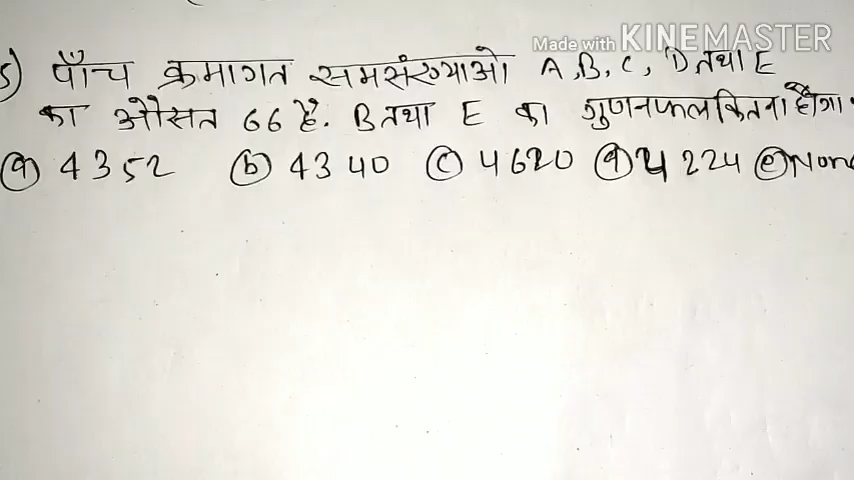 Made with KINEMASTER
5) पाँच क्रमागत समसंख्याओ A, B, C, D तथा E
का औसत 66 है. B तथा E का गुणनफल कितना होगा
(a) 4352 (b) 4340 (c) 4620 (d) 4224 (e) None